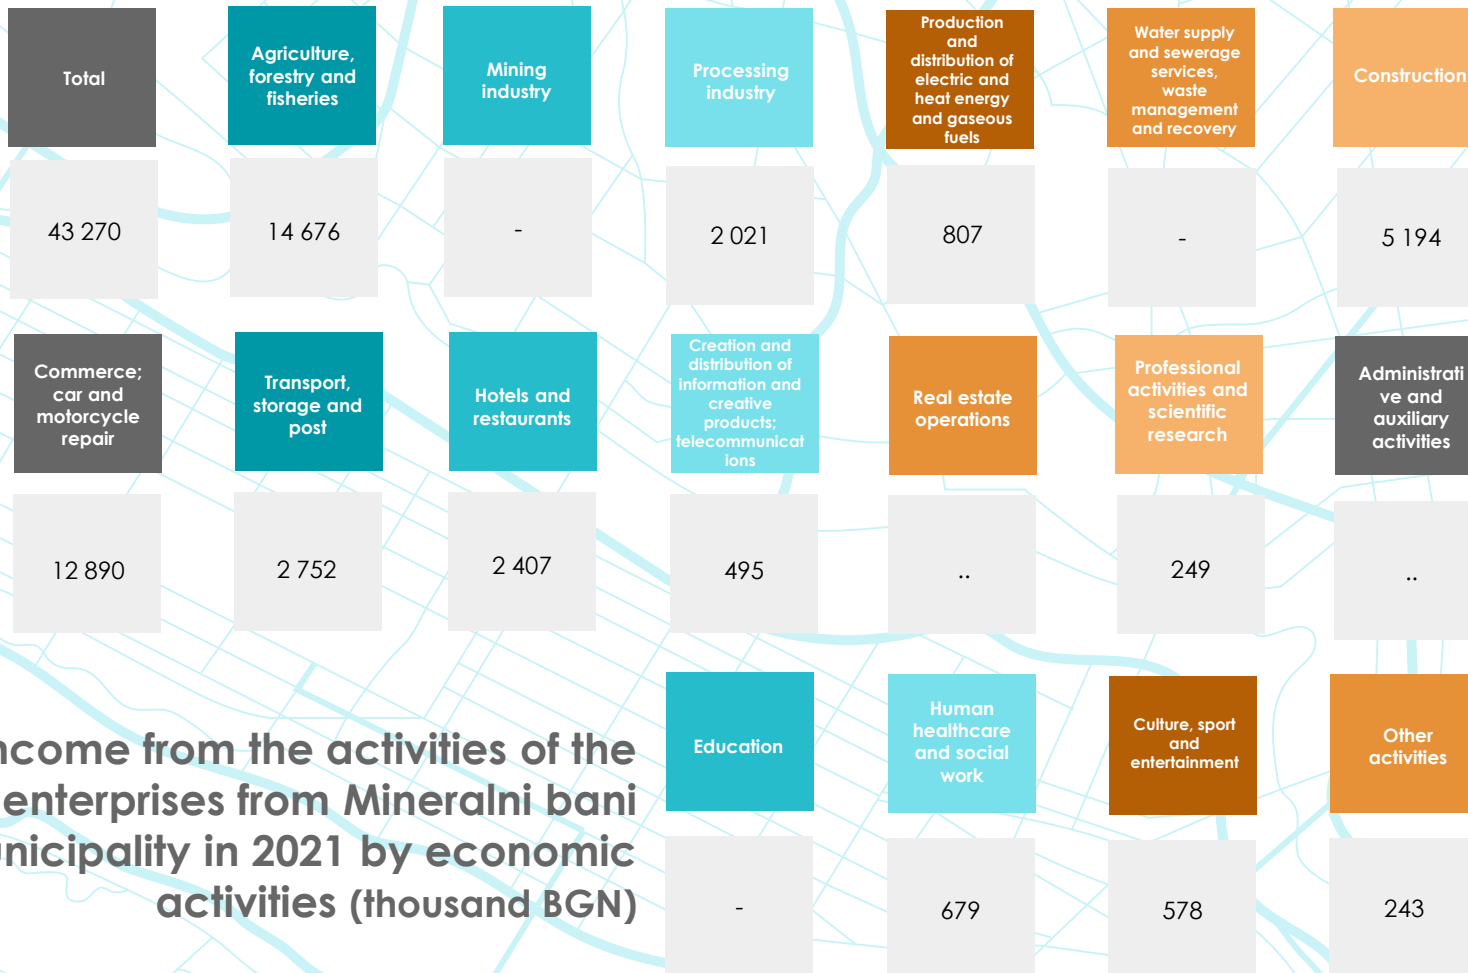 Total
Agriculture,
forestry and
fisheries
Mining
industry
Processing
industry
Production
and
distribution of
electric and
heat energy
and gaseous
fuels
Water supply
and sewerage
services,
waste
management
and recovery
Construction
43 270
14 676
-
2 021
807
-
5 194
Commerce;
car and
motorcycle
repair
Transport,
storage and
post
Hotels and
restaurants
Creation and
distribution of
information and
creative
products;
telecommunicat
ions
Real estate
operations
Professional
activities and
scientific
research
Administrati
ve and
auxiliary
activities
12 890
2 752
2 407
495
..
249
..
Education
Human
healthcare
and social
work
Culture, sport
and
entertainment
Other
activities
-
679
578
243
ncome from the activities of the
enterprises from Mineralni bani
nicipality in 2021 by economic
activities (thousand BGN)